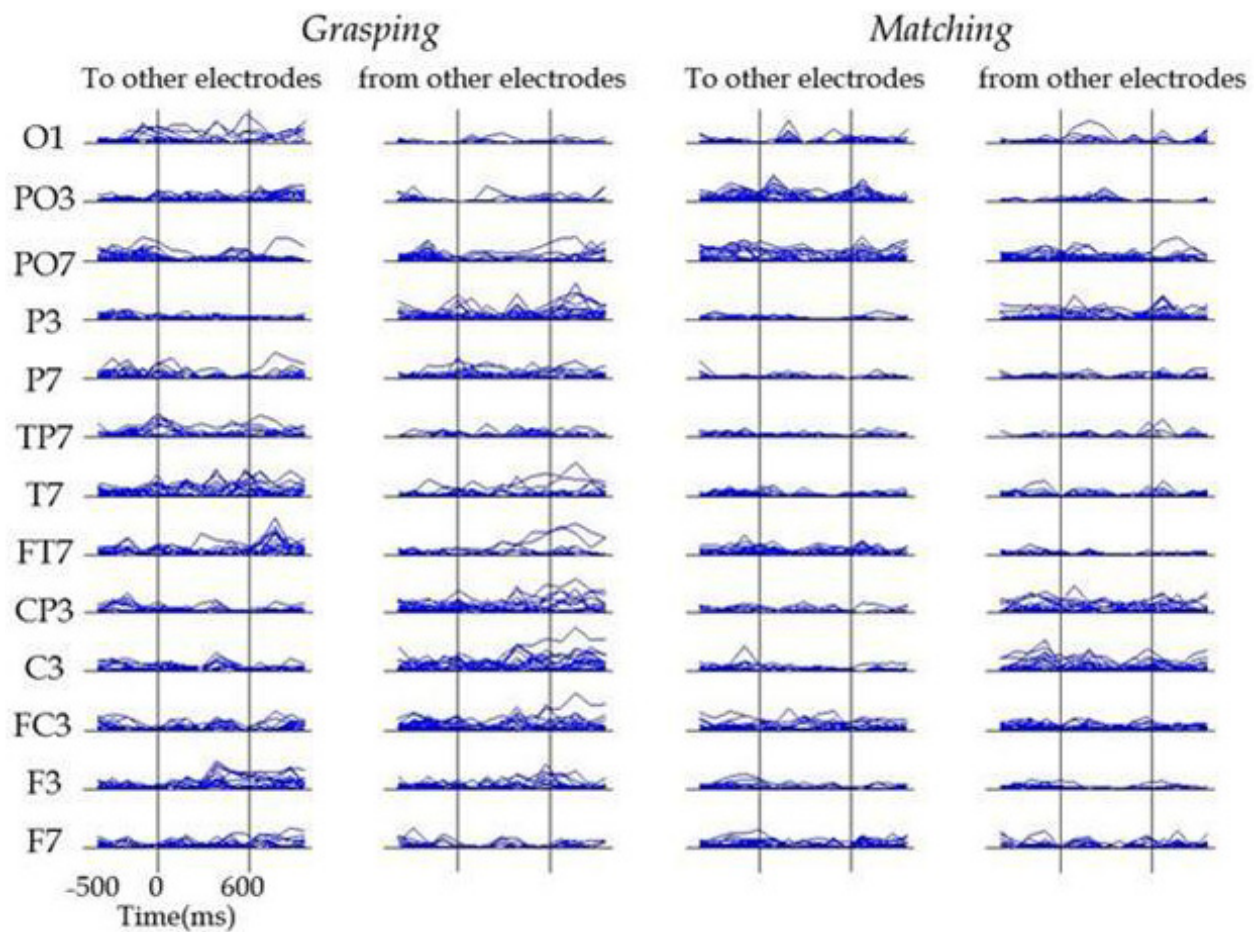 Grasping Matching
To other electrodes from other electrodes To other electrodes from other electrodes
O1
PO3
PO7
P3
P7
TP7
T7
FT7
CP3
C3
FC3
F3
F7
-500 0 600
Time(ms)